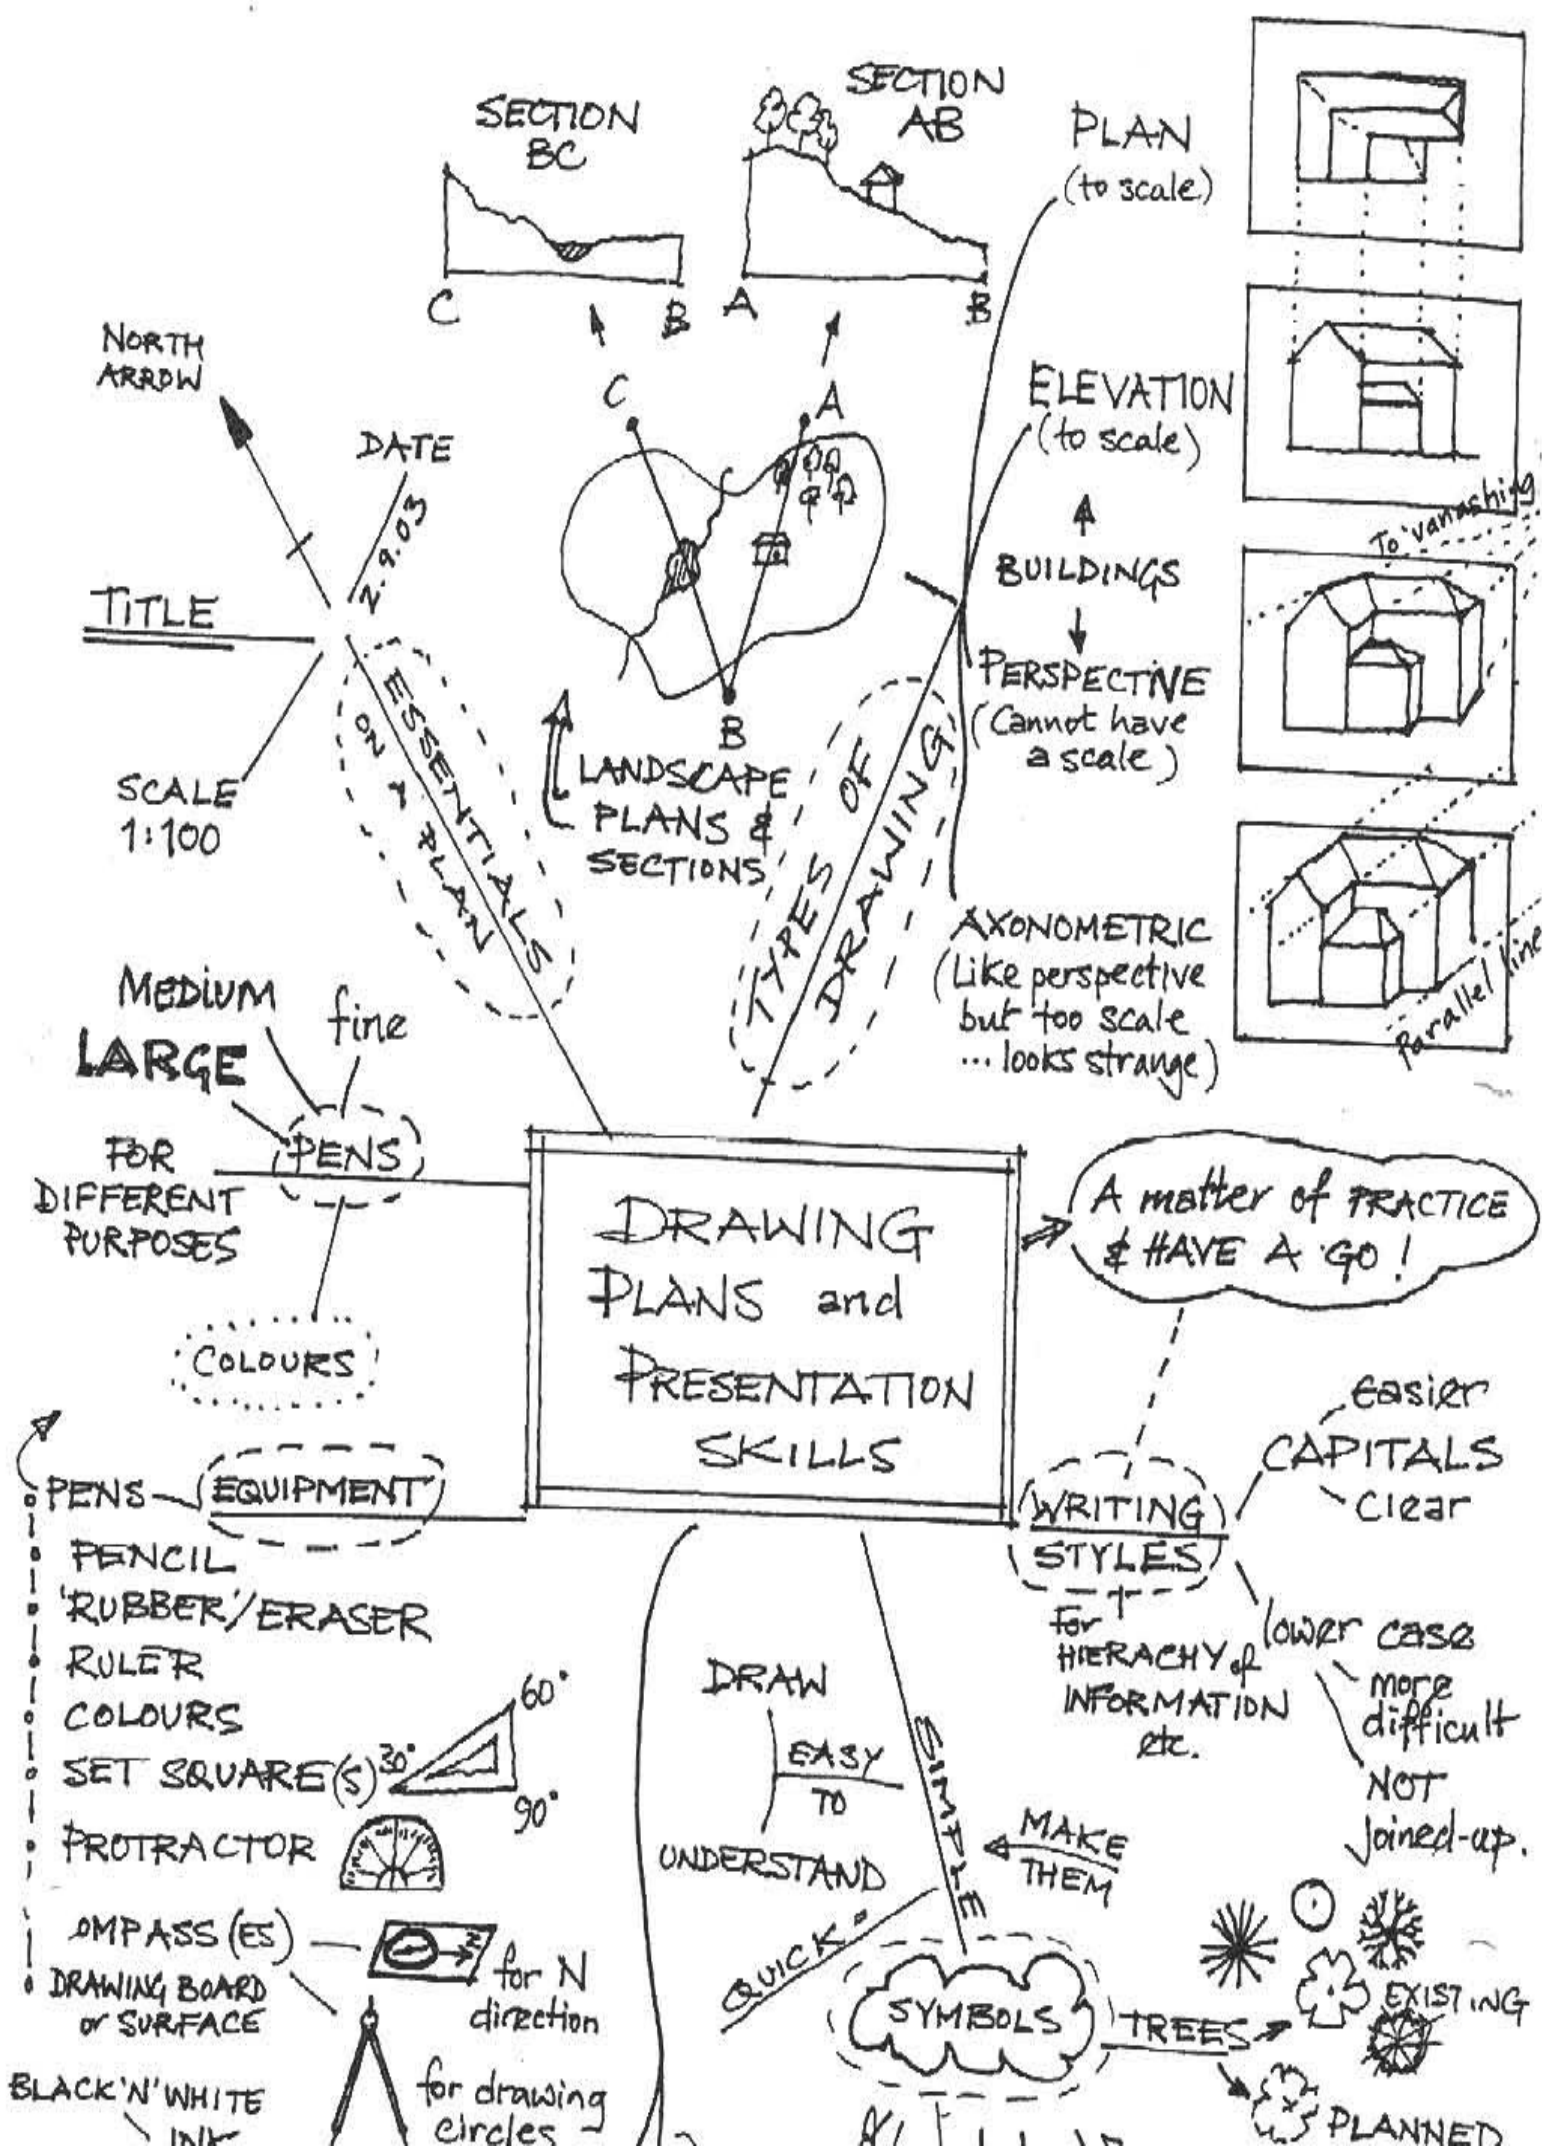 SECTION
BC
C
B
SECTION
AB
A
B
PLAN
(to scale)
NORTH
ARROW
DATE
2.9.03
TITLE
SCALE
1:100
ESSENTIALS
ON A PLAN
C
A
B
LANDSCAPE
PLANS &
SECTIONS
TYPES OF
DRAWING
ELEVATION
(to scale)
BUILDINGS
PERSPECTIVE
(Cannot have
a scale)
To vanashing
AXONOMETRIC
(Like perspective
but too scale
...looks strange)
Parallel line
MEDIUM
fine
LARGE
PENS
FOR
DIFFERENT
PURPOSES
COLOURS
DRAWING
PLANS and
PRESENTATION
SKILLS
A matter of PRACTICE
& HAVE A GO!
WRITING
STYLES
Easier
CAPITALS
Clear
For
HIERACHY of
INFORMATION
etc.
lower case
more
difficult
NOT
joined-up.
PENS
EQUIPMENT
PENCIL
'RUBBER'/ERASER
RULER
COLOURS
SET SQUARE(S)
30°
60°
90°
PROTRACTOR
OMPASS (ES)
N
for N
direction
DRAWING BOARD
or SURFACE
for drawing
circles
BLACK 'N' WHITE
INK
DRAW
EASY
TO
UNDERSTAND
SIMPLE
MAKE
THEM
QUICK
SYMBOLS
TREES
EXISTING
PLANNED